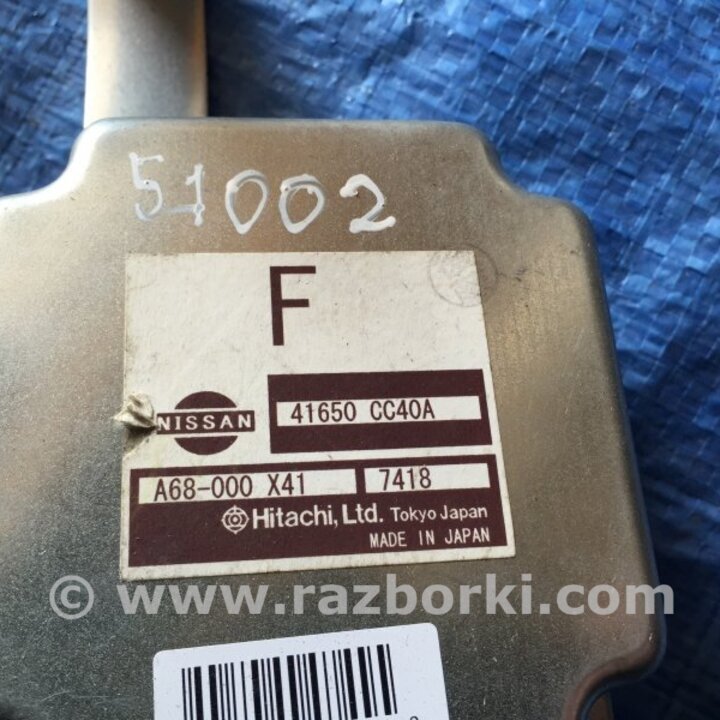 51002
F
NISSAN
41650 CC40A
A68-000 X41 7418
Hitachi, Ltd. Tokyo Japan
MADE IN JAPAN
© www.razborki.com